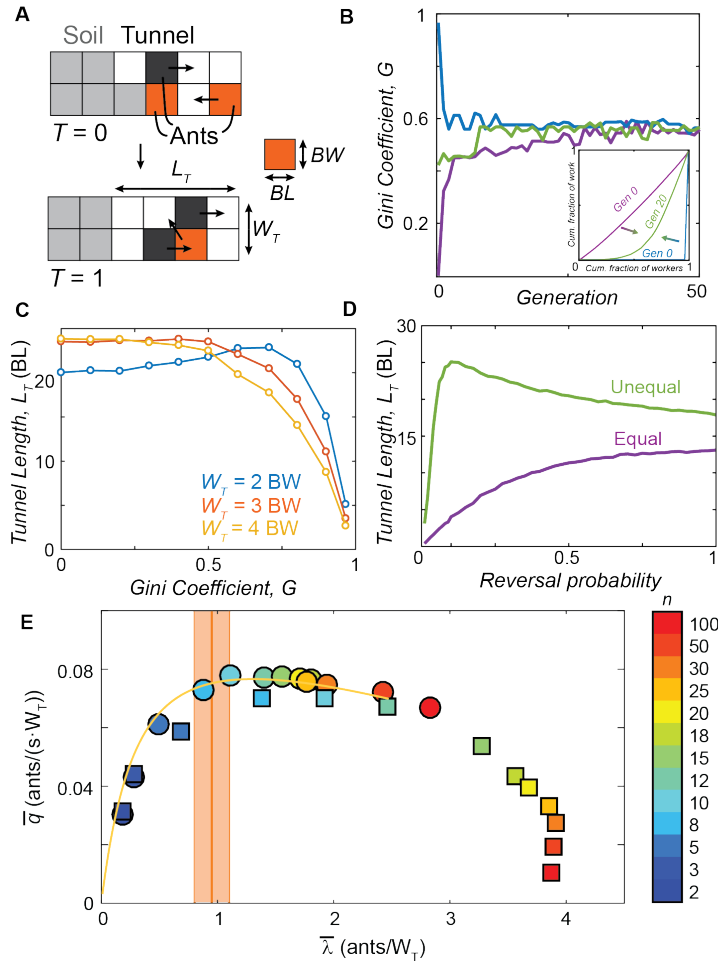 A
Soil Tunnel
T = 0
Ants
BW
BL
L_T
W_T
T = 1
B
Gini Coefficient, G
1
0.6
0.2
0
50
Generation
Cum. fraction of work
1
Gen 0
Gen 20
Gen 0
0
Cum. fraction of workers
1
C
Tunnel Length, L_T (BL)
20
10
0
W_T = 2 BW
W_T = 3 BW
W_T = 4 BW
0
0.5
1
Gini Coefficient, G
D
Tunnel Length, L_T (BL)
30
15
0
Unequal
Equal
0
0.5
1
Reversal probability
E
q̅ (ants/(s·W_T))
0.08
0.04
0
0
1
2
3
4
λ̅ (ants/W_T)
n
100
50
30
25
20
18
15
12
10
8
5
3
2